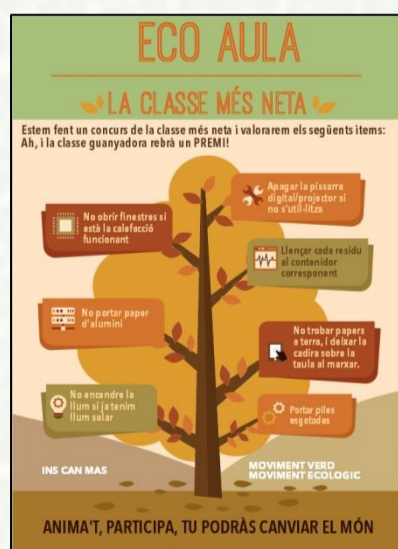 ECO AULA
LA CLASSE MÉS NETA
Estem fent un concurs de la classe més neta i valorarem els següents items:
Ah, i la classe guanyadora rebrà un PREMI!
Apagar la pissarra
digital/projector si
no s'util·litza
No obrir finestres si
està la calefacció
funcionant
Llençar cada residu
al contenidor
corresponent
No portar paper
d'alumini
No trobar papers
a terra, i deixar la
cadira sobre la
taula al marxar.
No encendre la
llum si ja tenim
llum solar
Portar piles
esgotades
INS CAN MAS
MOVIMENT VERD
MOVIMENT ECOLOGIC
ANIMA'T, PARTICIPA, TU PODRÀS CANVIAR EL MÓN